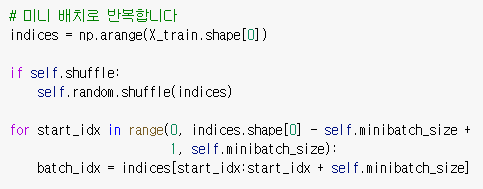 # 미니 배치로 반복합니다
indices = np.arange(X_train.shape[0])
if self.shuffle:
    self.random.shuffle(indices)
for start_idx in range(0, indices.shape[0] - self.minibatch_size +
                       1, self.minibatch_size):
    batch_idx = indices[start_idx:start_idx + self.minibatch_size]